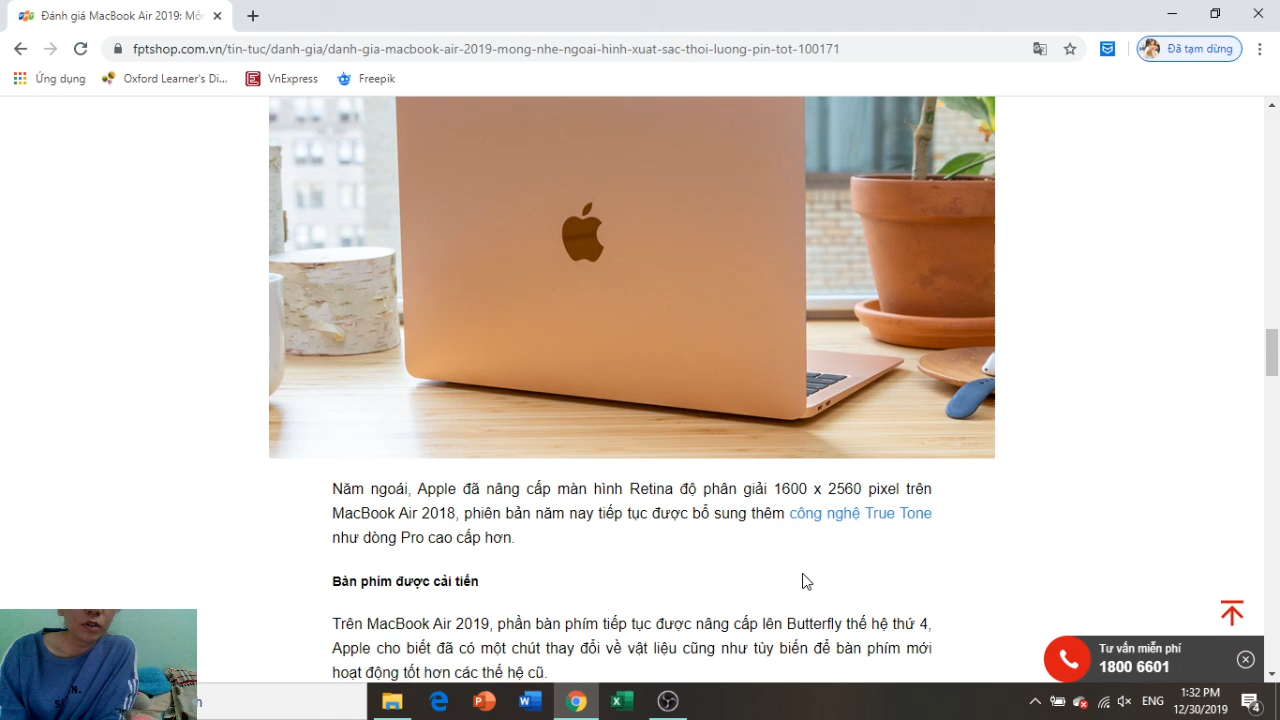 Đánh giá MacBook Air 2019: Mỏn
fptshop.com.vn/tin-tuc/danh-gia/danh-gia-macbook-air-2019-mong-nhe-ngoai-hinh-xuat-sac-thoi-luong-pin-tot-100171
Đã tạm dừng
Ứng dụng
Oxford Learner's Di...
VnExpress
Freepik
Năm ngoái, Apple đã nâng cấp màn hình Retina độ phân giải 1600 x 2560 pixel trên
MacBook Air 2018, phiên bản năm nay tiếp tục được bổ sung thêm công nghệ True Tone
như dòng Pro cao cấp hơn.
Bàn phím được cải tiến
Trên MacBook Air 2019, phần bàn phím tiếp tục được nâng cấp lên Butterfly thế hệ thứ 4,
Apple cho biết đã có một chút thay đổi về vật liệu cũng như tùy biến để bàn phím mới
hoạt động tốt hơn các thế hệ cũ.
Tư vấn miễn phí
1800 6601
ENG
1:32 PM
12/30/2019
4